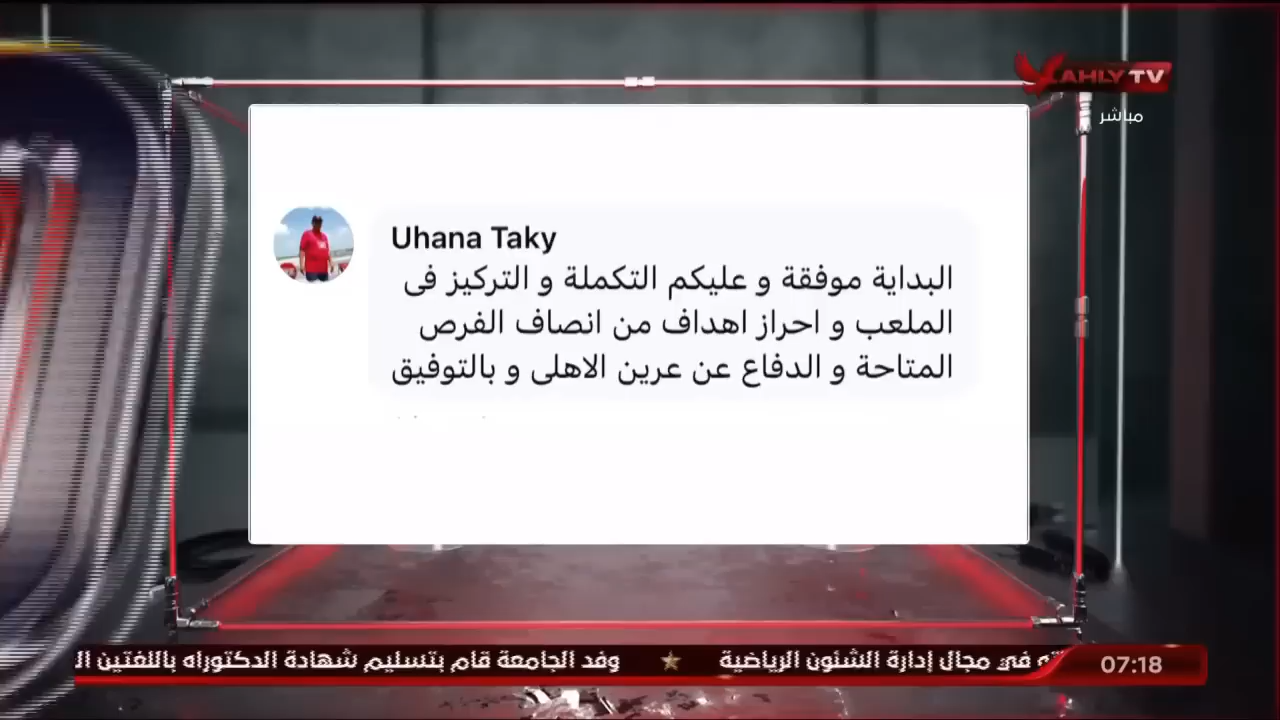 AHLY TV
مباشر
Uhana Taky
البداية موفقة و عليكم التكملة و التركيز فى
الملعب و احراز اهداف من انصاف الفرص
المتاحة و الدفاع عن عرين الاهلى و بالتوفيق
في مجال إدارة الشئون الرياضية ★ وفد الجامعة قام بتسليم شهادة الدكتوراه باللغتين
07:18